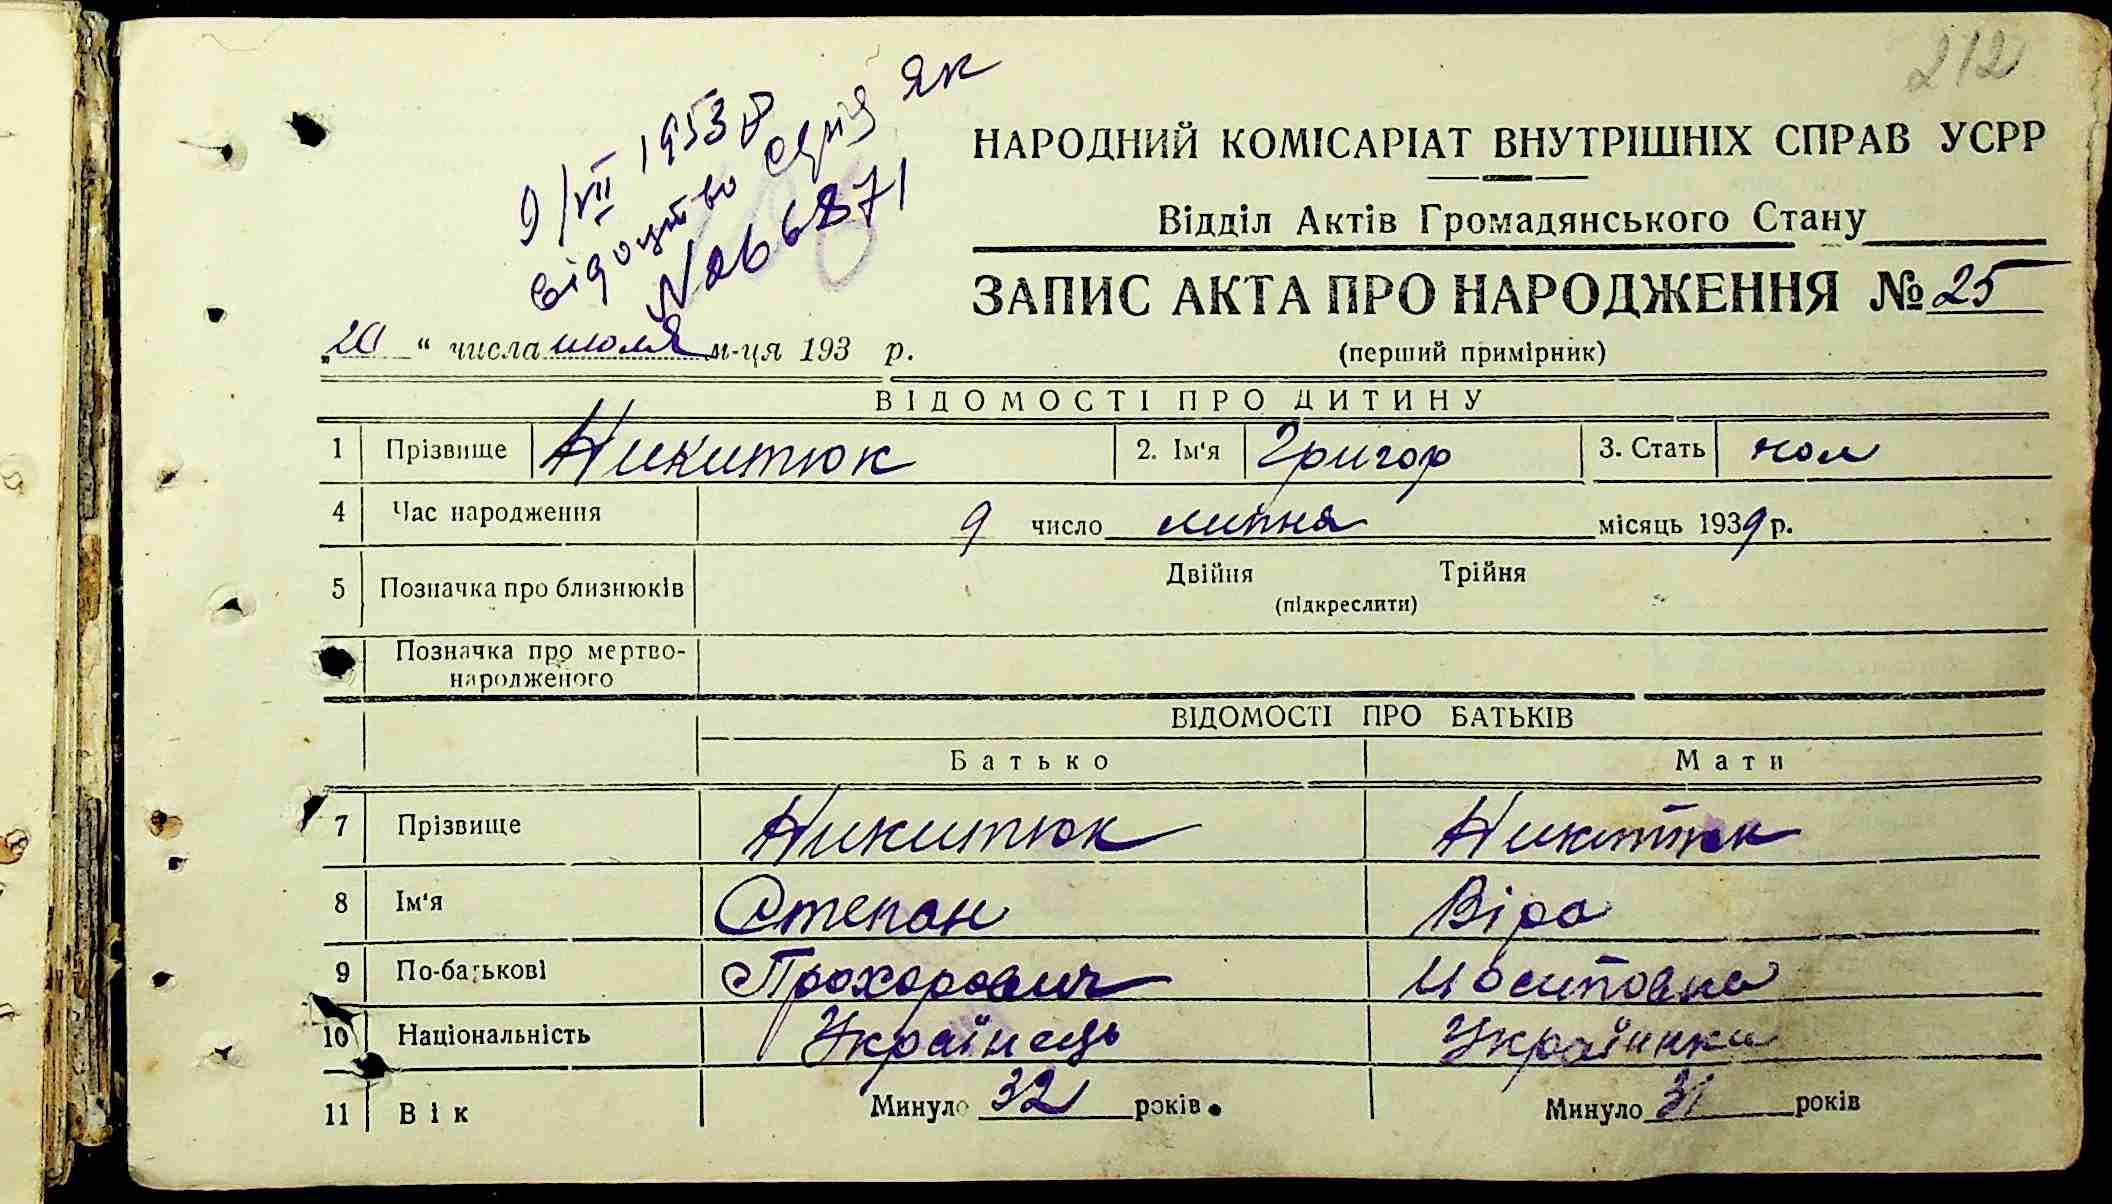 212
9/VII 1953 р
свідоцтво серія ЯК
№ 066871
НАРОДНИЙ КОМІСАРІАТ ВНУТРІШНІХ СПРАВ УСРР
Відділ Актів Громадянського Стану
ЗАПИС АКТА ПРО НАРОДЖЕННЯ № 25
„20“ числа июля м-ця 193 р.
(перший примірник)
ВІДОМОСТІ ПРО ДИТИНУ
1 Прізвище Никитюк 2. Ім'я Григор 3. Стать чол
4 Час народження 9 число липня місяць 1939 р.
5 Позначка про близнюків Двійня Трійня
(підкреслити)
Позначка про мертво-
народженого
ВІДОМОСТІ ПРО БАТЬКІВ
Батько Мати
7 Прізвище Никитюк Никитюк
8 Ім'я Степан Віра
9 По-батькові Прохорович Иосиповна
10 Національність Українець Українка
11 Вік Минуло 32 років. Минуло 31 років